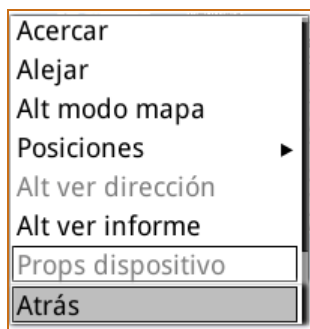 Acercar
Alejar
Alt modo mapa
Posiciones
Alt ver dirección
Alt ver informe
Props dispositivo
Atrás